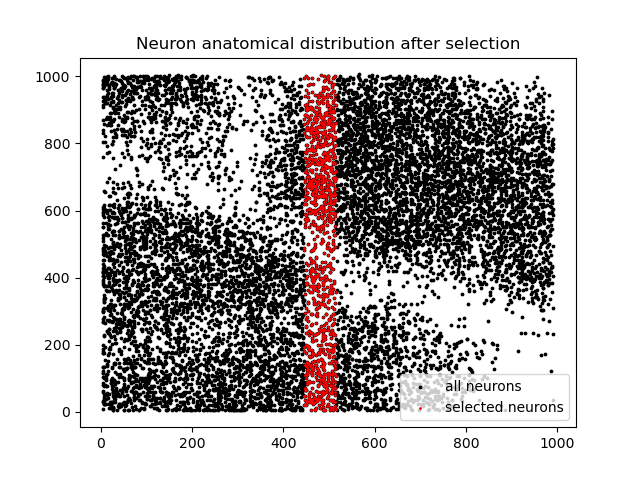 Neuron anatomical distribution after selection
1000
800
600
400
200
0
all neurons
selected neurons
0 200 400 600 800 1000